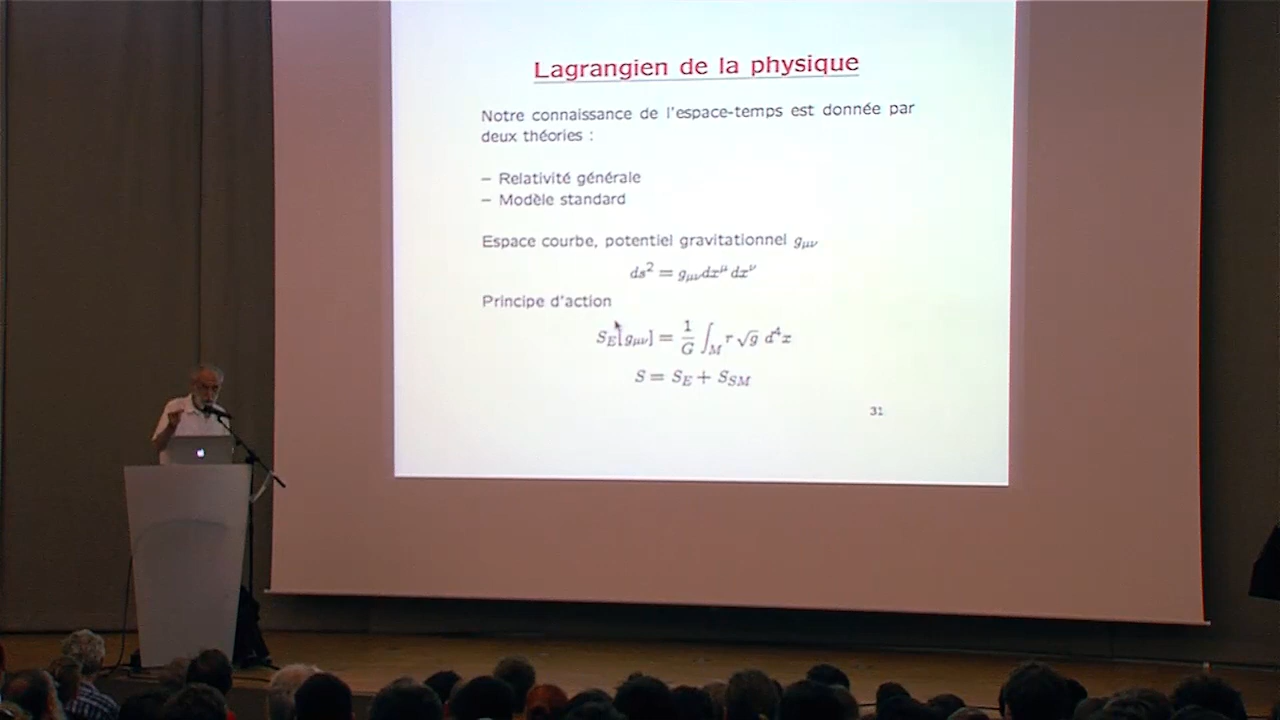 Lagrangien de la physique
Notre connaissance de l'espace-temps est donnée par
deux théories :
– Relativité générale
– Modèle standard
Espace courbe, potentiel gravitationnel $g_{\mu\nu}$
$ds^2 = g_{\mu\nu} dx^\mu dx^\nu$
Principe d'action
$S_E[g_{\mu\nu}] = \frac{1}{G} \int_M r \sqrt{g} \, d^4x$
$S = S_E + S_{SM}$
31